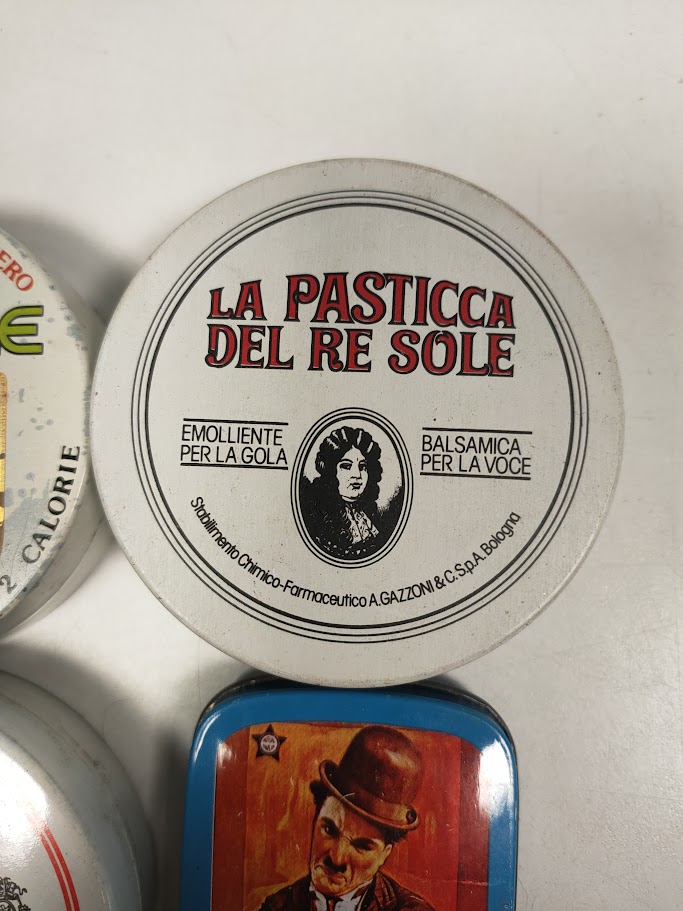 LA PASTICCA
DEL RE SOLE
EMOLLIENTE
PER LA GOLA
BALSAMICA
PER LA VOCE
Stabilimento Chimico-Farmaceutico A.GAZZONI & C.S.p.A. Bologna
2 CALORIE